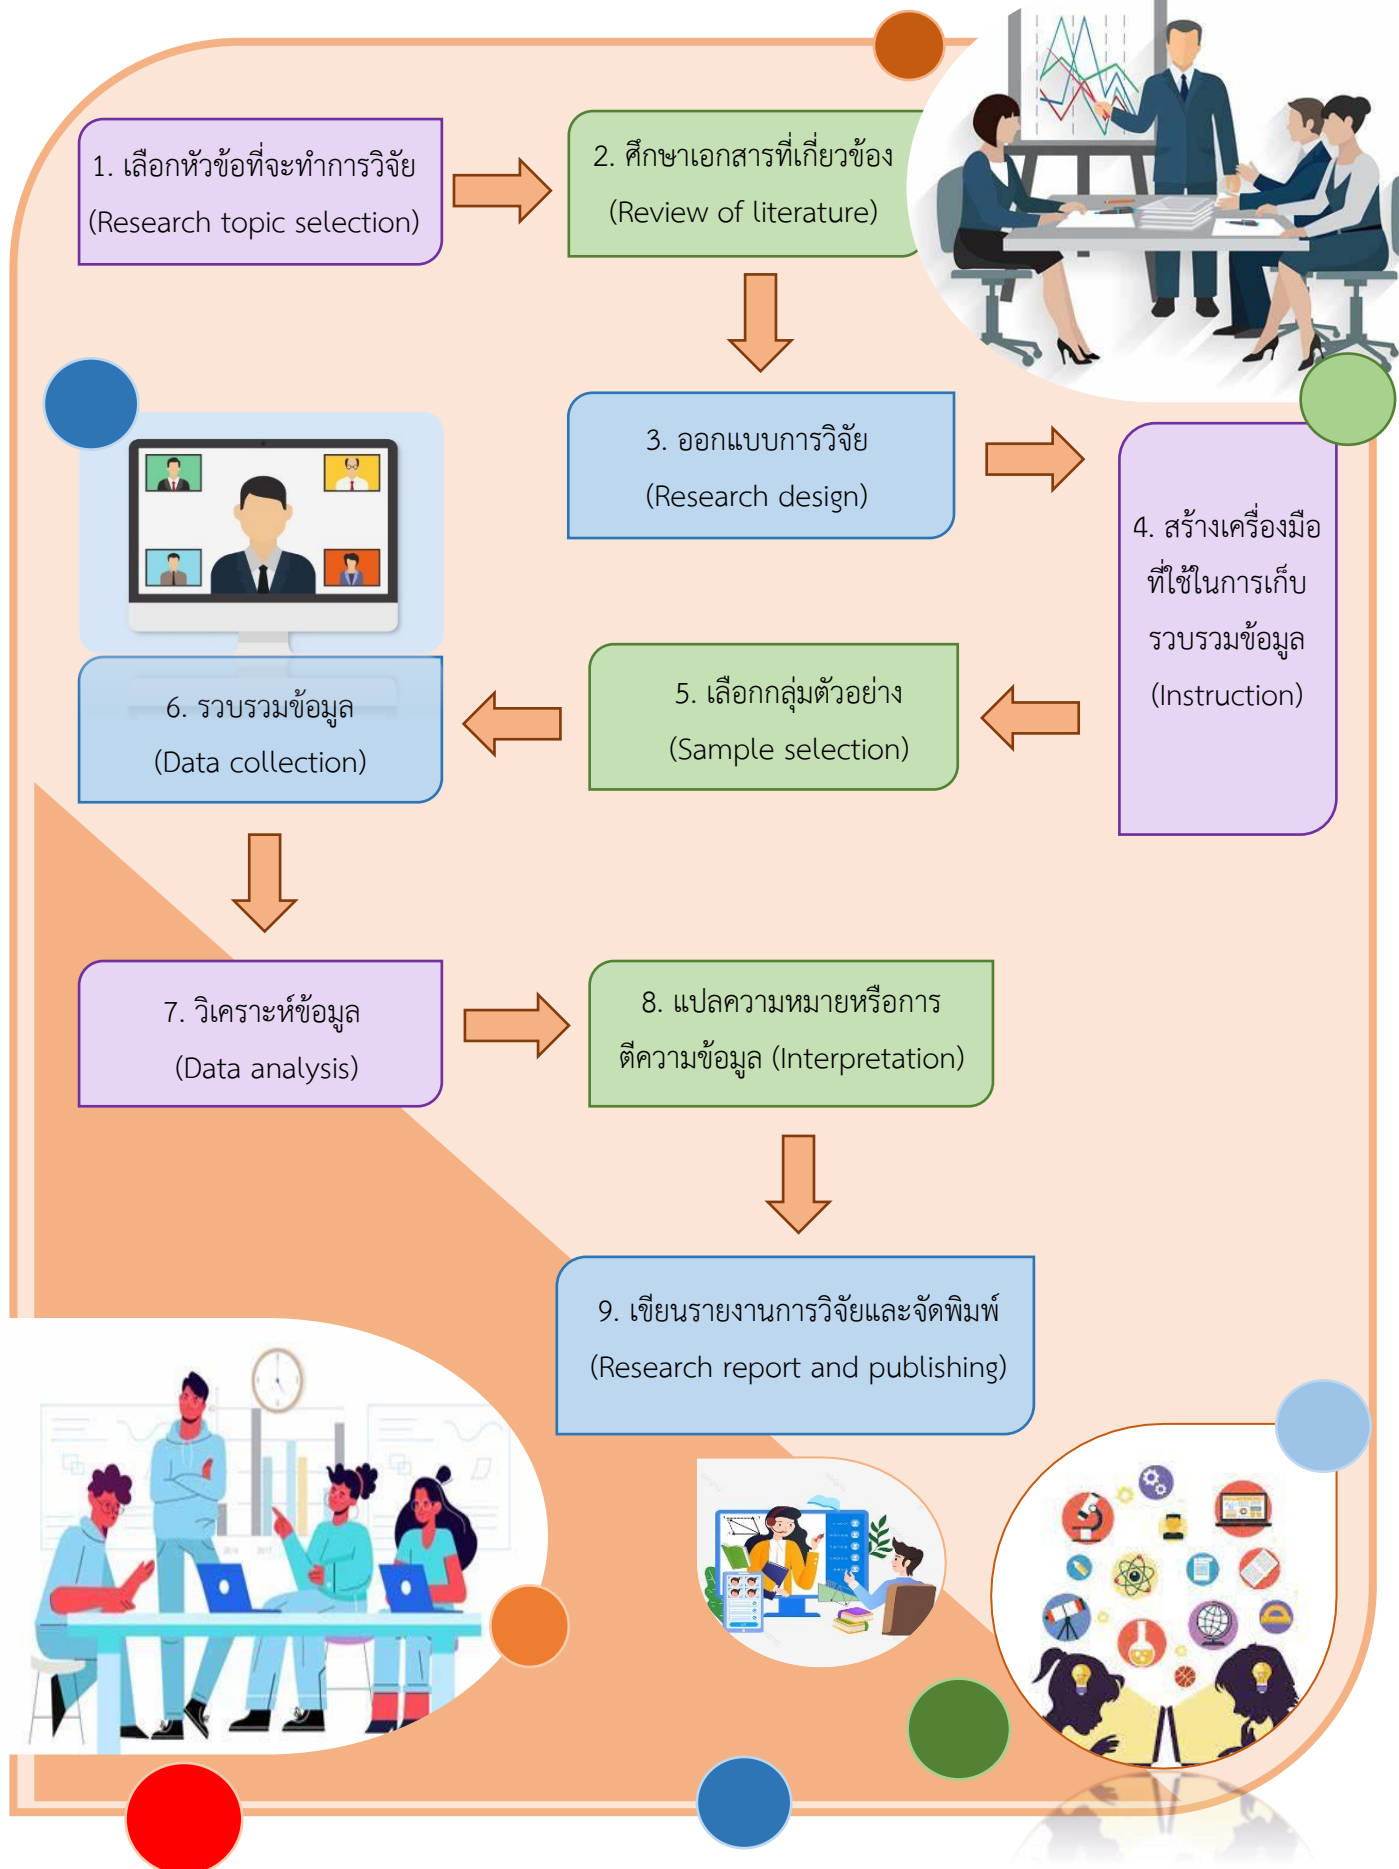 1. เลือกหัวข้อที่จะทำการวิจัย
(Research topic selection)
2. ศึกษาเอกสารที่เกี่ยวข้อง
(Review of literature)
3. ออกแบบการวิจัย
(Research design)
4. สร้างเครื่องมือ
ที่ใช้ในการเก็บ
รวบรวมข้อมูล
(Instruction)
5. เลือกกลุ่มตัวอย่าง
(Sample selection)
6. รวบรวมข้อมูล
(Data collection)
7. วิเคราะห์ข้อมูล
(Data analysis)
8. แปลความหมายหรือการ
ตีความข้อมูล (Interpretation)
9. เขียนรายงานการวิจัยและจัดพิมพ์
(Research report and publishing)